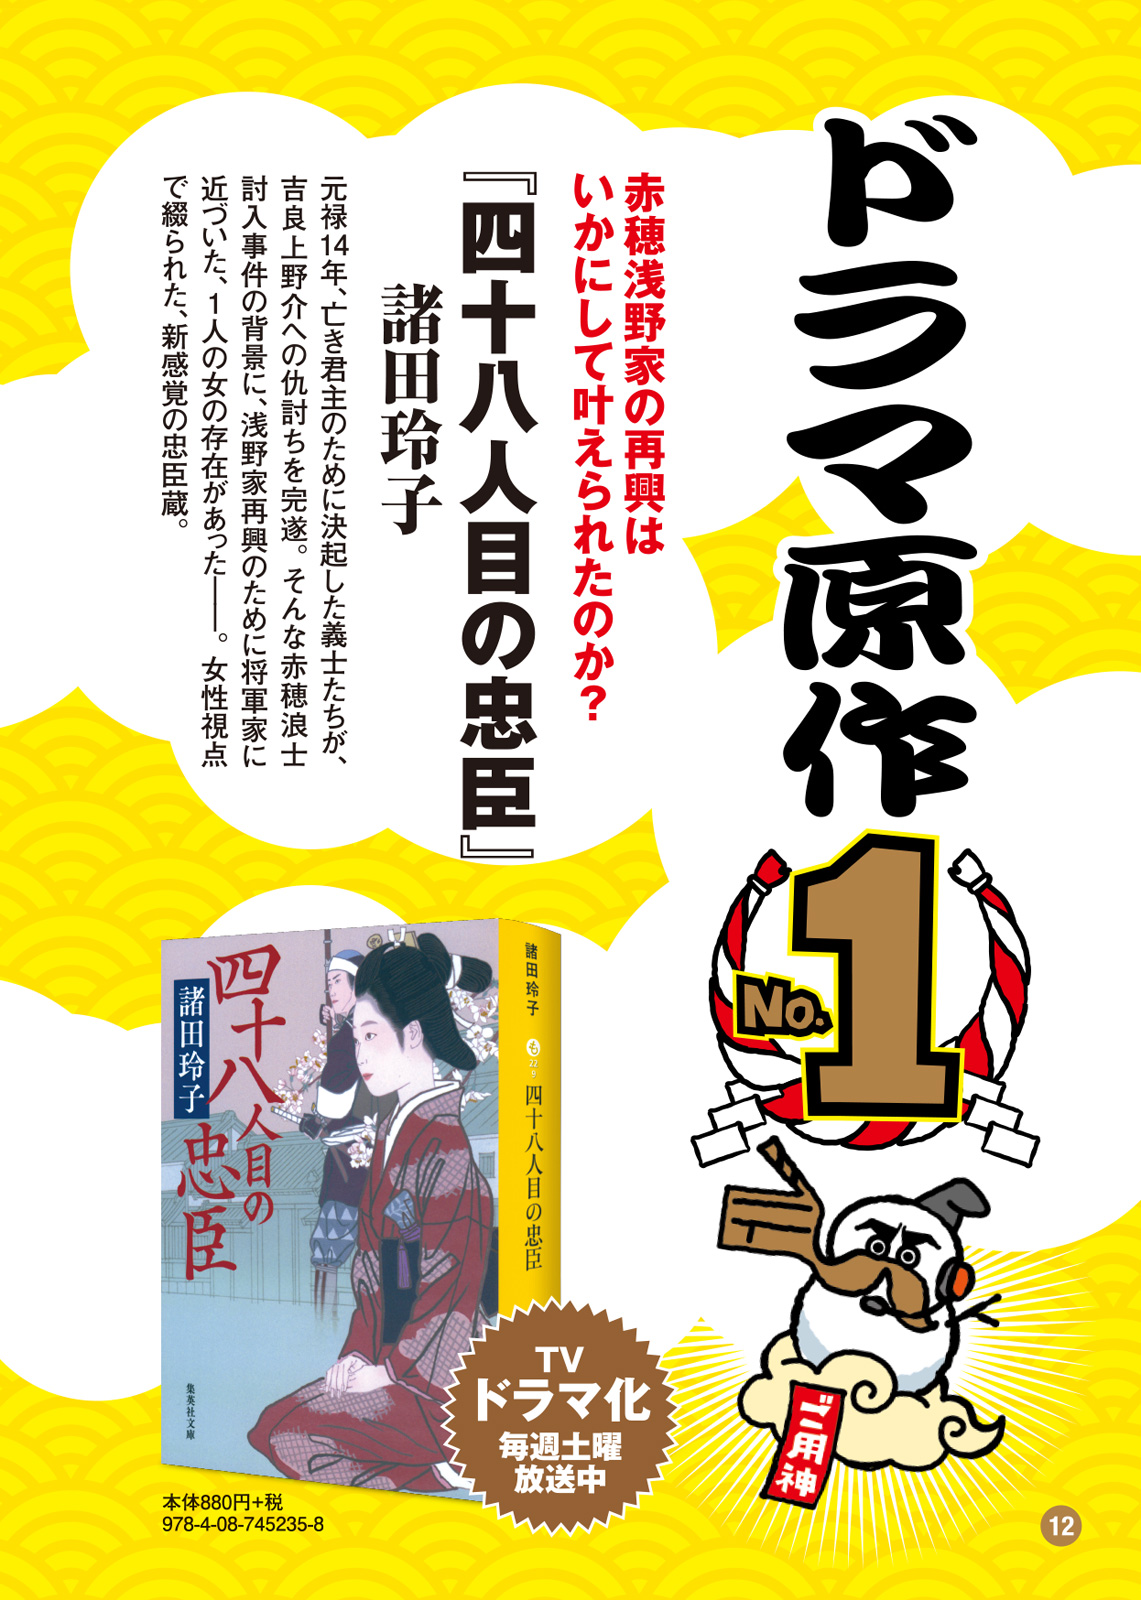 ドラマ原作
No.1
ご用神
赤穂浅野家の再興は
いかにして叶えられたのか?
『四十八人目の忠臣』
諸田玲子
元禄14年、亡き君主のために決起した義士たちが、
吉良上野介への仇討ちを完遂。そんな赤穂浪士
討入事件の背景に、浅野家再興のために将軍家に
近づいた、1人の女の存在があった――。女性視点
で綴られた、新感覚の忠臣蔵。
四十八人目の忠臣
諸田玲子
集英社文庫
諸田玲子
も
22
9
四十八人目の忠臣
TV
ドラマ化
毎週土曜
放送中
本体880円+税
978-4-08-745235-8
12